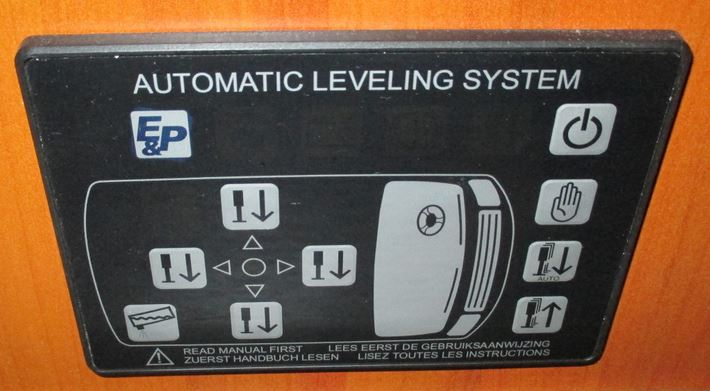 AUTOMATIC LEVELING SYSTEM
E&P
AUTO
READ MANUAL FIRST LEES EERST DE GEBRUIKSAANWIJZING
ZUERST HANDBUCH LESEN LISEZ TOUTES LES INSTRUCTIONS